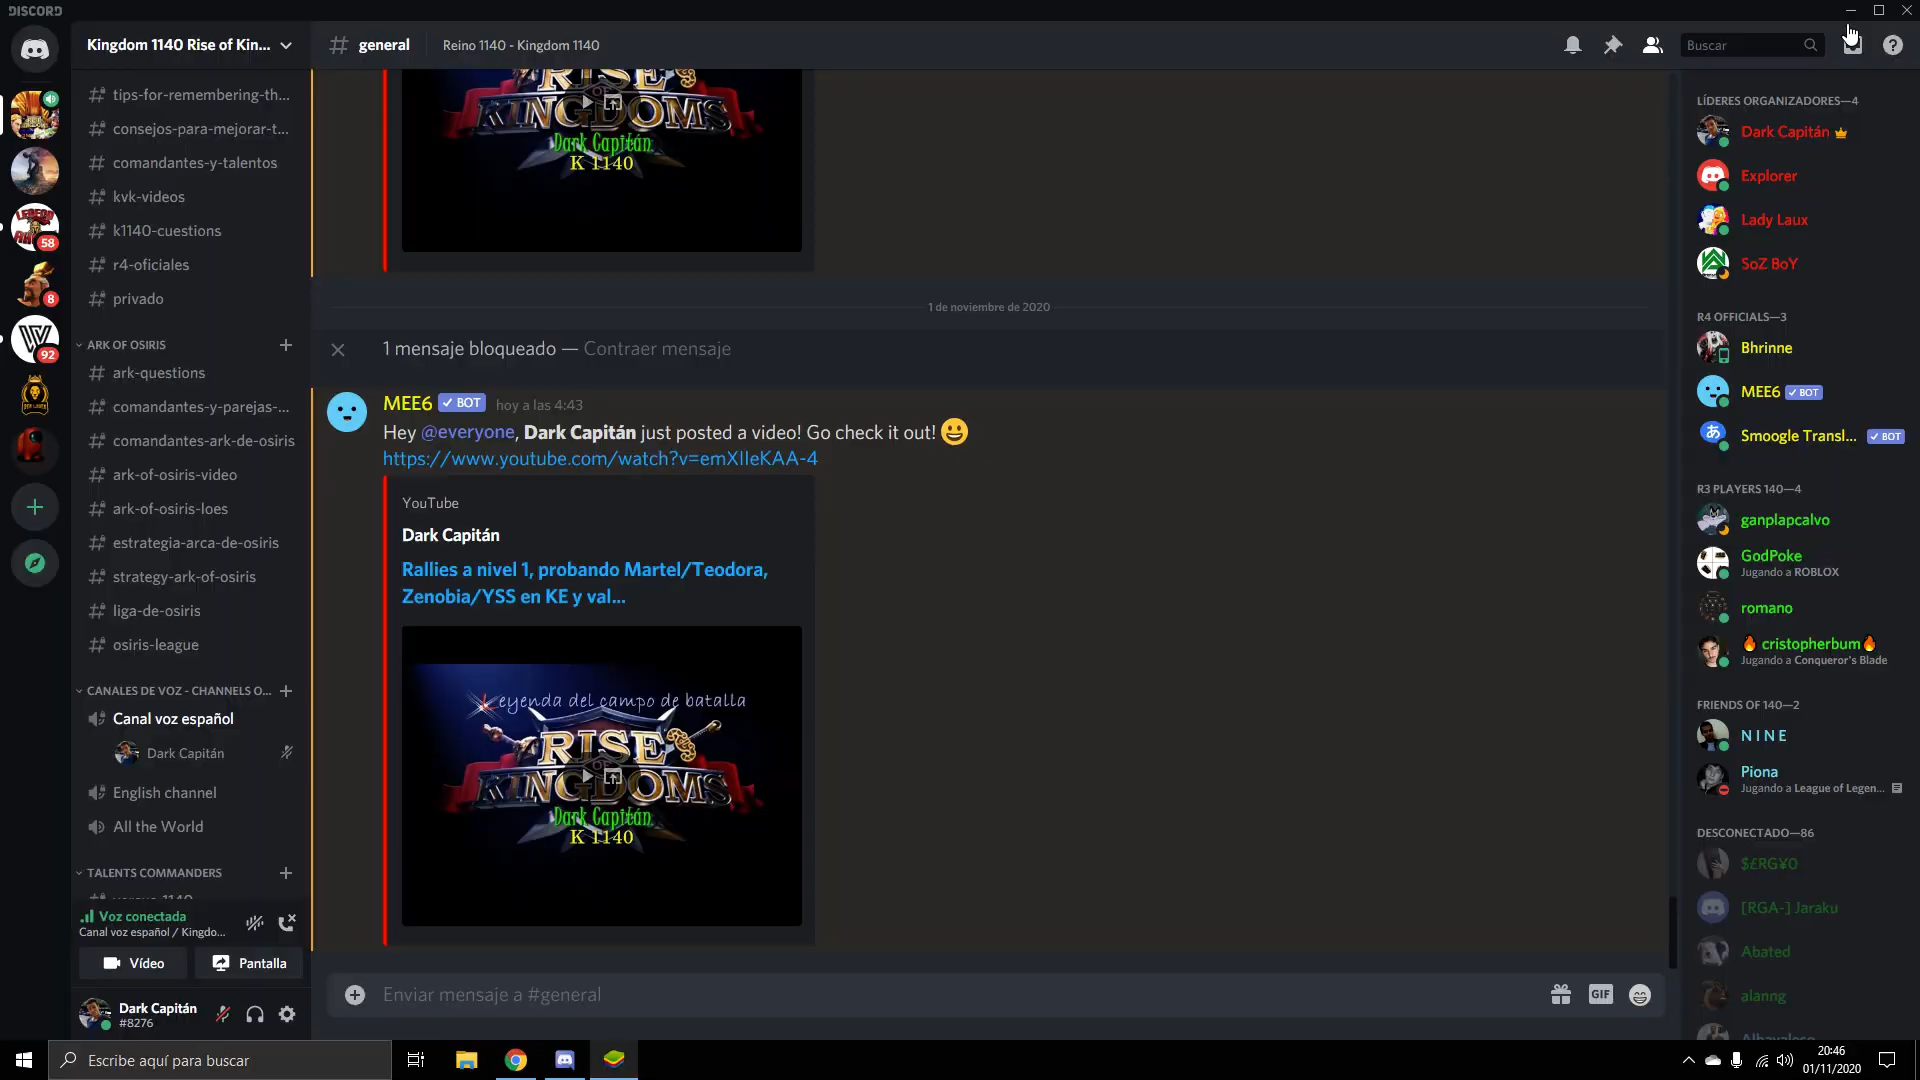 DISCORD
Kingdom 1140 Rise of Kin...
general
Reino 1140 - Kingdom 1140
Buscar
tips-for-remembering-th...
consejos-para-mejorar-t...
comandantes-y-talentos
kvk-videos
k1140-cuestions
r4-oficiales
privado
ARK OF OSIRIS
ark-questions
comandantes-y-parejas-...
comandantes-ark-de-osiris
ark-of-osiris-video
ark-of-osiris-loes
estrategia-arca-de-osiris
strategy-ark-of-osiris
liga-de-osiris
osiris-league
CANALES DE VOZ - CHANNELS O...
Canal voz español
Dark Capitán
English channel
All the World
TALENTS COMMANDERS
Voz conectada
Canal voz español / Kingdo...
Vídeo
Pantalla
Dark Capitán
#8276
58
8
92
RISE
OF
KINGDOMS
Dark Capitán
K 1140
1 de noviembre de 2020
1 mensaje bloqueado — Contraer mensaje
MEE6 BOT hoy a las 4:43
Hey @everyone, Dark Capitán just posted a video! Go check it out! 😀
https://www.youtube.com/watch?v=emXIIeKAA-4
YouTube
Dark Capitán
Rallies a nivel 1, probando Martel/Teodora,
Zenobia/YSS en KE y val...
Leyenda del campo de batalla
RISE
OF
KINGDOMS
Dark Capitán
K 1140
Enviar mensaje a #general
GIF
LÍDERES ORGANIZADORES—4
Dark Capitán
Explorer
Lady Laux
SoZ BoY
R4 OFFICIALS—3
Bhrinne
MEE6 BOT
あ
Smoogle Transl... BOT
R3 PLAYERS 140—4
ganplapcalvo
GodPoke
Jugando a ROBLOX
romano
🔥 cristopherbum🔥
Jugando a Conqueror's Blade
FRIENDS OF 140—2
N I N E
Piona
Jugando a League of Legen...
DESCONECTADO—86
$£RG¥0
[RGA-] Jaraku
Abated
alanng
Escribe aquí para buscar
20:46
01/11/2020